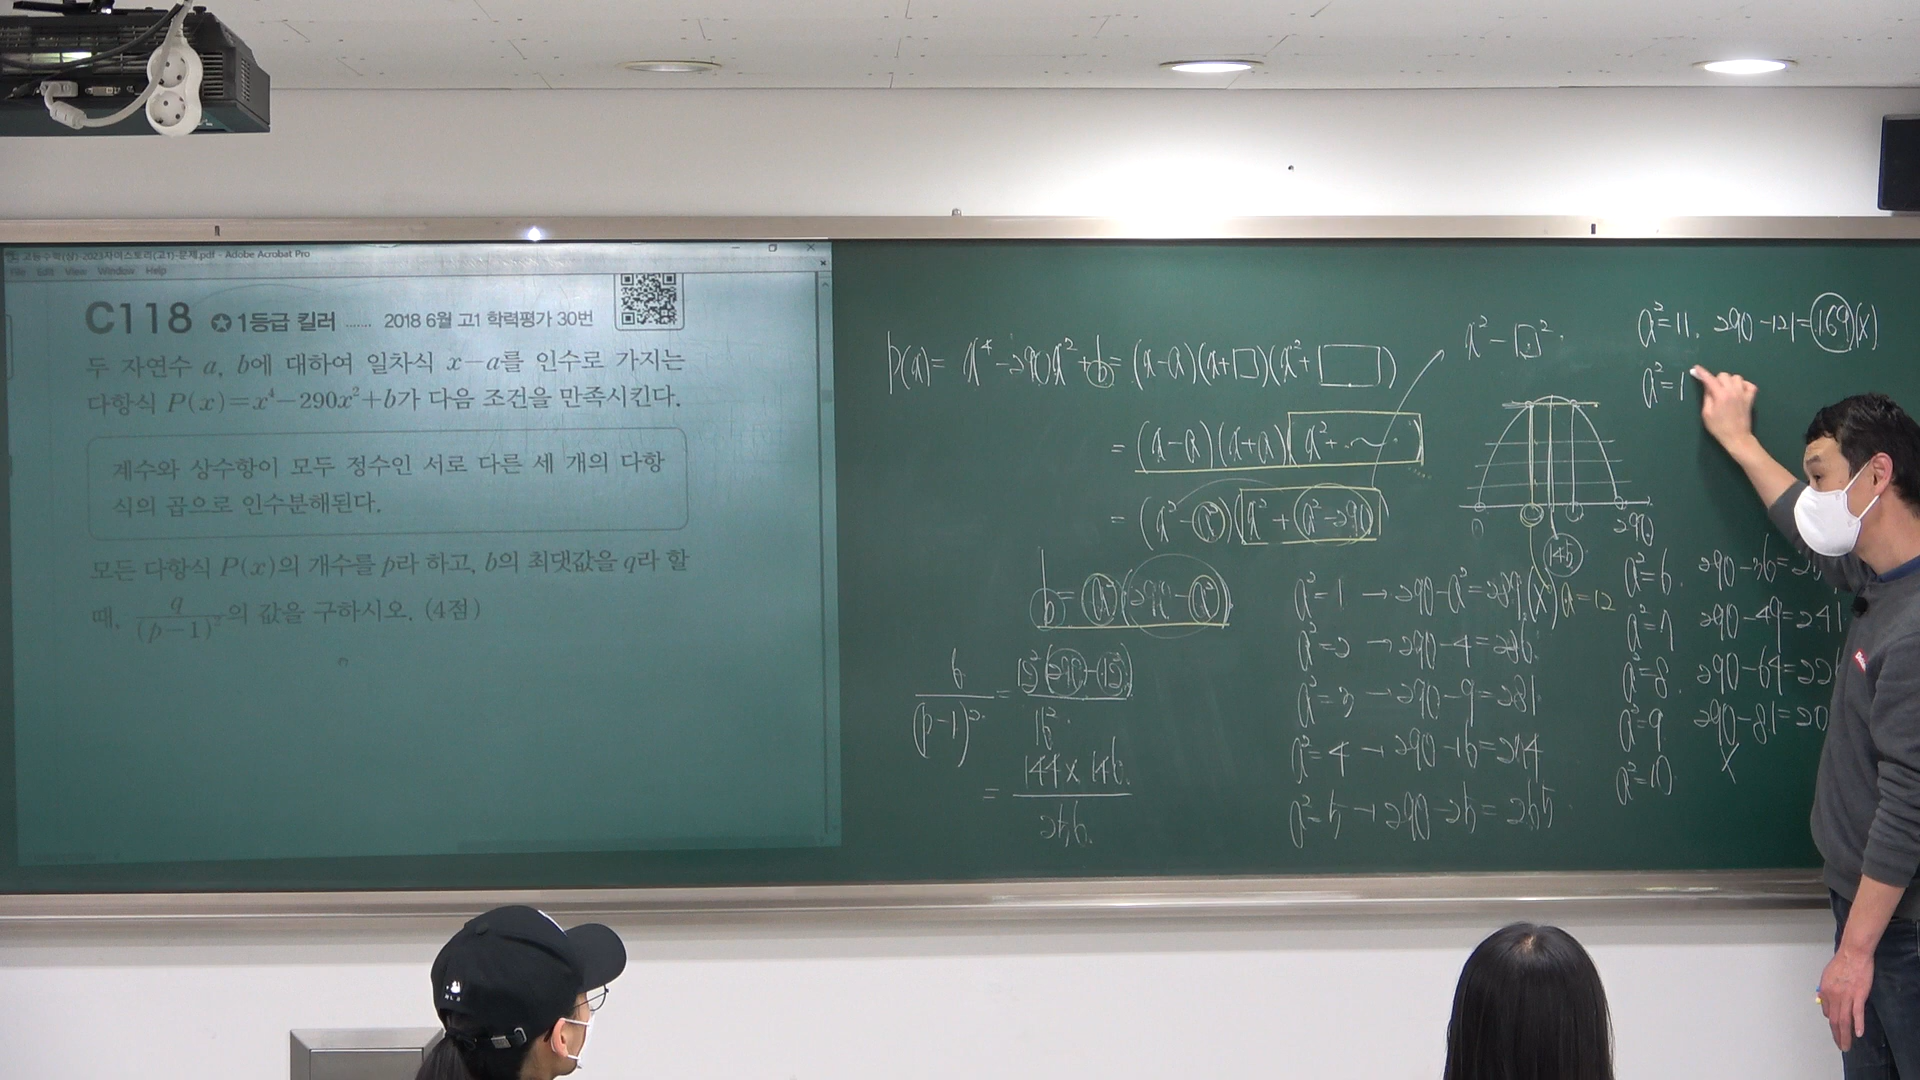 고등수학(상)-2023자이스토리(고1)-문제.pdf - Adobe Acrobat Pro
File Edit View Window Help
C118 ✪ 1등급 킬러 ...... 2018 6월 고1 학력평가 30번
두 자연수 a, b에 대하여 일차식 x-a를 인수로 가지는
다항식 P(x)=x⁴-290x²+b가 다음 조건을 만족시킨다.
계수와 상수항이 모두 정수인 서로 다른 세 개의 다항
식의 곱으로 인수분해된다.
모든 다항식 P(x)의 개수를 p라 하고, b의 최댓값을 q라 할
때, q/(p-1)²의 값을 구하시오. (4점)
P(x)= x⁴-290x²+b= (x-a)(x+□)(x²+□)
= (x-a)(x+a)(x²+ ~ )
= (x²-a²)(x²+a²-290)
b= a²(290-a²)
= 12²(290-12²)
(p-1)²
16²
= 144×146
256.
x²-□².
0
290.
145
a²=1 → 290-a²=289(x) a=12
a²=2 → 290-4=286.
a²=3 → 290-9=281
a²=4 → 290-16=274
a²=5 → 290-25=265
a²=11. 290-121=169(x)
a²=1
a²=6. 290-36=2
a²=7 290-49=241
a²=8. 290-64=22
a²=9 290-81=20
a²=10 x